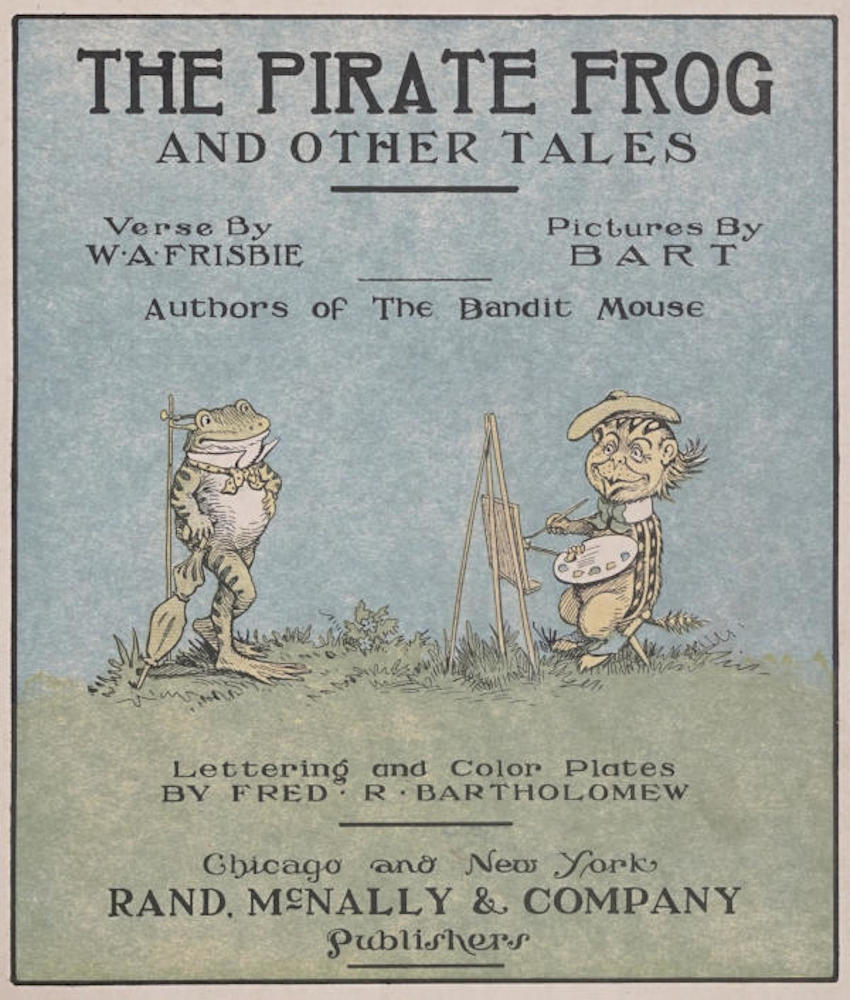 THE PIRATE FROG
AND OTHER TALES
Verse By
W·A·FRISBIE
Pictures By
BART
Authors of The Bandit Mouse
Lettering and Color Plates
BY FRED· R ·BARTHOLOMEW
Chicago and New York
RAND, McNALLY & COMPANY
Publishers